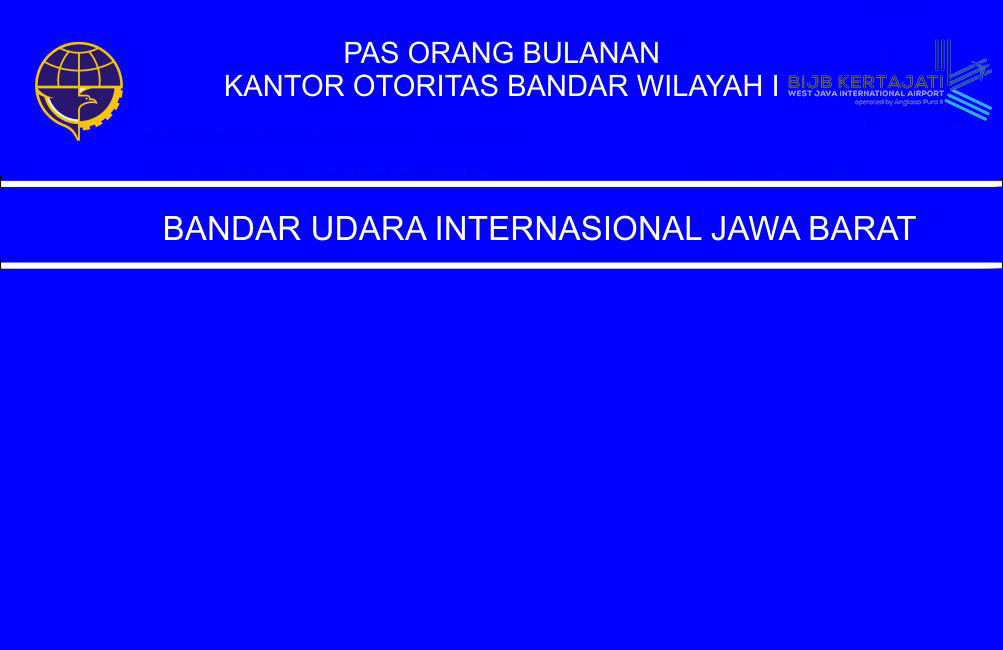 PAS ORANG BULANAN
KANTOR OTORITAS BANDAR WILAYAH I
BIJB KERTAJATI
WEST JAVA INTERNATIONAL AIRPORT
operated by Angkasa Pura II
BANDAR UDARA INTERNASIONAL JAWA BARAT